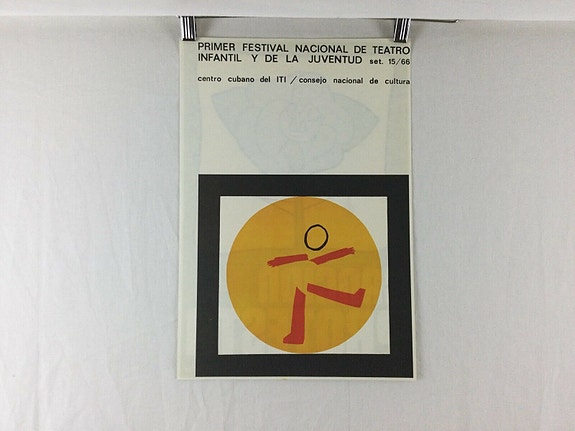 PRIMER FESTIVAL NACIONAL DE TEATRO
INFANTIL Y DE LA JUVENTUD set. 15/66
centro cubano del ITI / consejo nacional de cultura